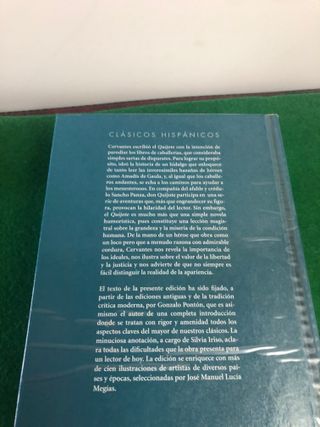 CLÁSICOS HISPÁNICOS
Cervantes escribió el Quijote con la intención de
parodiar los libros de caballerías, que consideraba
simples sartas de disparates. Para lograr su propó-
sito, ideó la historia de un hidalgo que enloquece
de tanto leer las inverosímiles hazañas de héroes
como Amadís de Gaula, y, al igual que los caballe-
ros andantes, se echa a los caminos para ayudar a
los menesterosos. En compañía del afable y crédu-
lo Sancho Panza, don Quijote participa en una se-
rie de aventuras que, más que engrandecer su figu-
ra, provocan la hilaridad del lector. Sin embargo,
el Quijote es mucho más que una simple novela
humorística, pues constituye una lección magis-
tral sobre la grandeza y la miseria de la condición
humana. De la mano de un héroe que obra como
un loco pero que a menudo razona con admirable
cordura, Cervantes nos revela la importancia de
los ideales, nos ilustra sobre el valor de la libertad
y la justicia y nos advierte de que no siempre es
fácil distinguir la realidad de la apariencia.
El texto de la presente edición ha sido fijado, a
partir de las ediciones antiguas y de la tradición
crítica moderna, por Gonzalo Pontón, que es asi-
mismo el autor de una completa introducción
donde se tratan con rigor y amenidad todos los
aspectos claves del mayor de nuestros clásicos. La
minuciosa anotación, a cargo de Silvia Iriso, acla-
ra todas las dificultades que la obra presenta para
un lector de hoy. La edición se enriquece con más
de cien ilustraciones de artistas de diversos paí-
ses y épocas, seleccionadas por José Manuel Lucía
Megías.